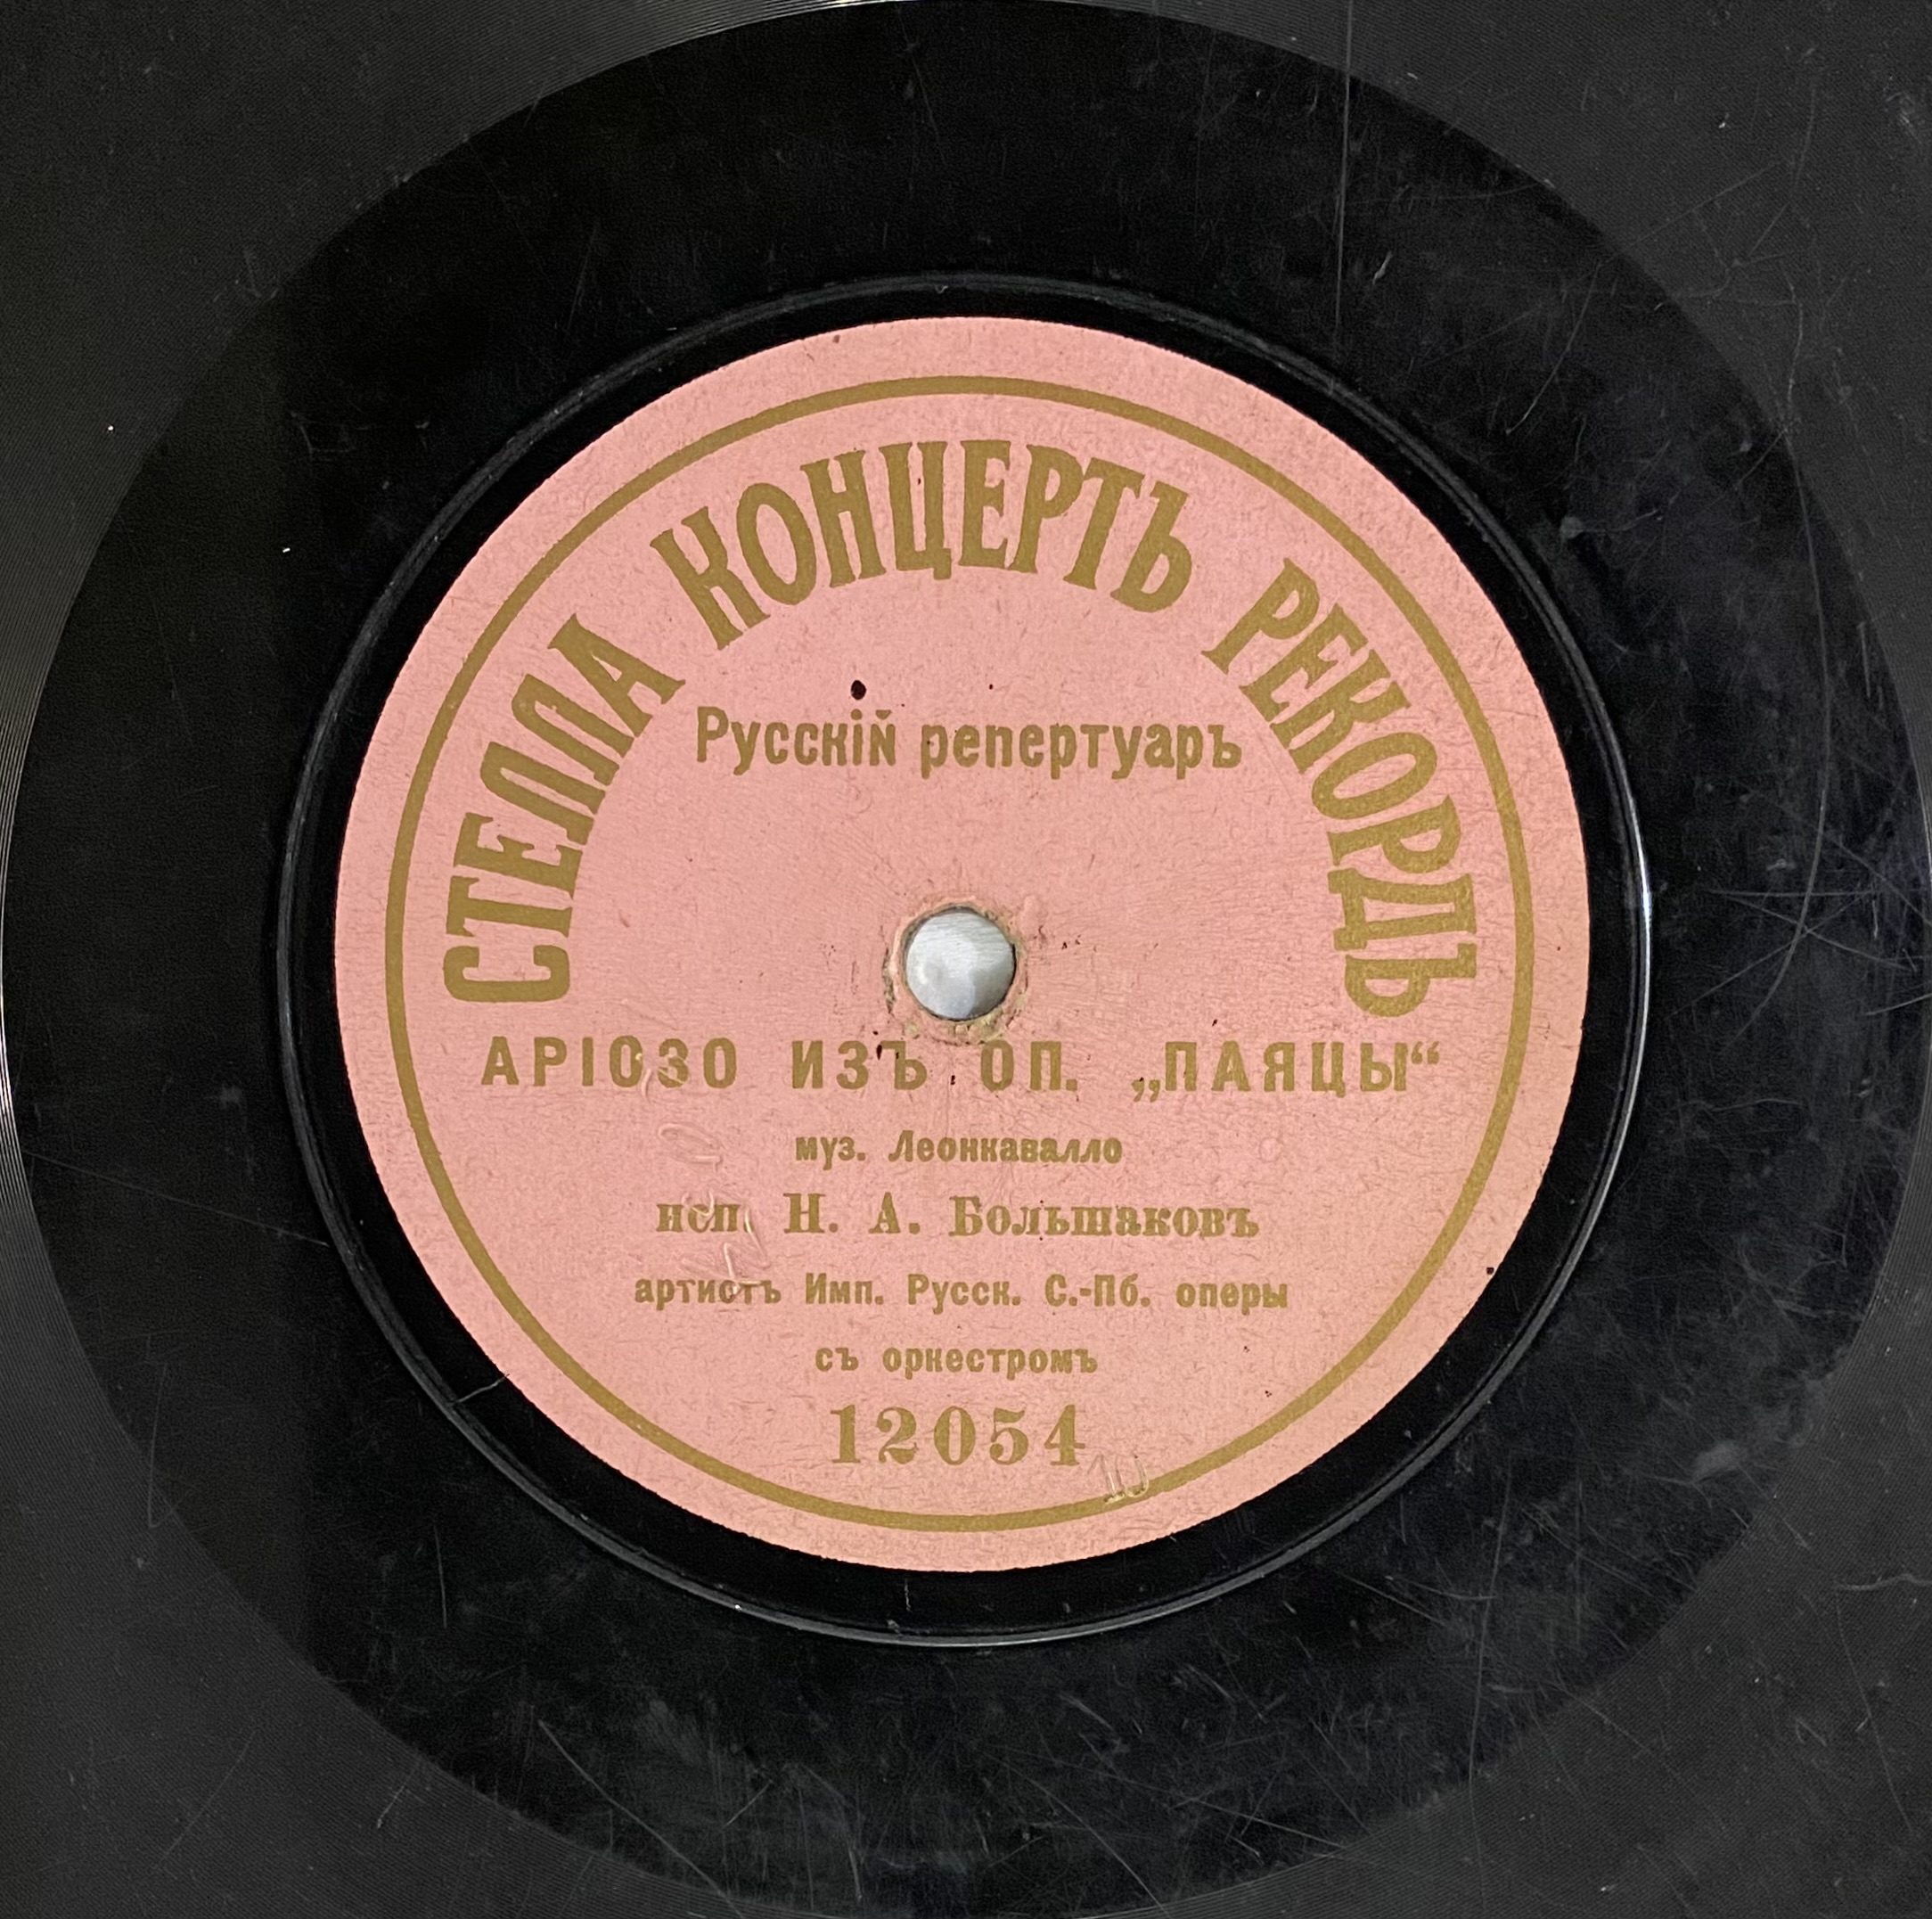 СТЕЛЛА КОНЦЕРТЪ РЕКОРДЪ
Русскій репертуаръ
АРІОЗО ИЗЪ ОП. „ПАЯЦЫ“
муз. Леонкавалло
исп. Н. А. Большаковъ
артистъ Имп. Русск. С.-Пб. оперы
съ оркестромъ
12054